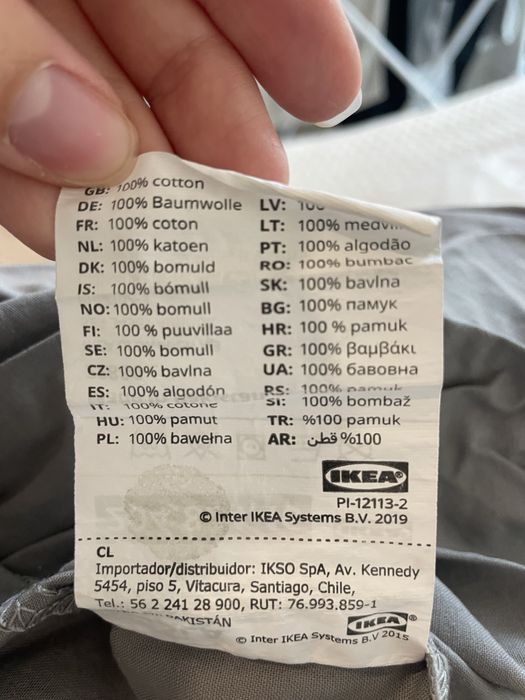 GB: 100% cotton
DE: 100% Baumwolle
FR: 100% coton
NL: 100% katoen
DK: 100% bomuld
IS: 100% bómull
NO: 100% bomull
FI: 100 % puuvillaa
SE: 100% bomull
CZ: 100% bavlna
ES: 100% algodón
IT: 100% cotone
HU: 100% pamut
PL: 100% bawełna
LV:
LT: 100%
PT: 100% algodão
RO: 100% bumbac
SK: 100% bavlna
BG: 100% памук
HR: 100 % pamuk
GR: 100% βαμβάκι
UA: 100% бавовна
RS: 100% pamuk
SI: 100% bombaž
TR: %100 pamuk
AR: قطن %100
IKEA®
PI-12113-2
© Inter IKEA Systems B.V. 2019
CL
Importador/distribuidor: IKSO SpA, Av. Kennedy
5454, piso 5, Vitacura, Santiago, Chile,
Tel.: 56 2 241 28 900, RUT: 76.993.859-1
PAKISTÁN
IKEA®
© Inter IKEA Systems B.V 2015